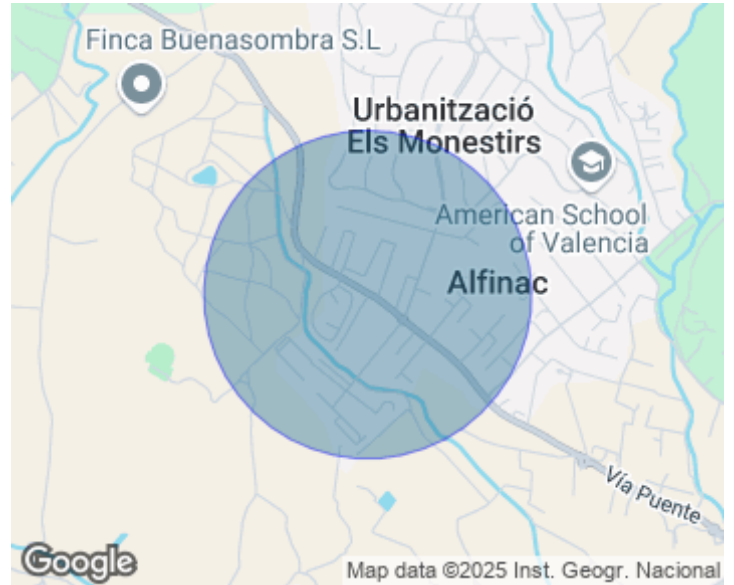 Finca Buenasombra S.L
Urbanització
Els Monestirs
American School
of Valencia
Alfinac
Vía Puente
Google
Map data ©2025 Inst. Geogr. Nacional